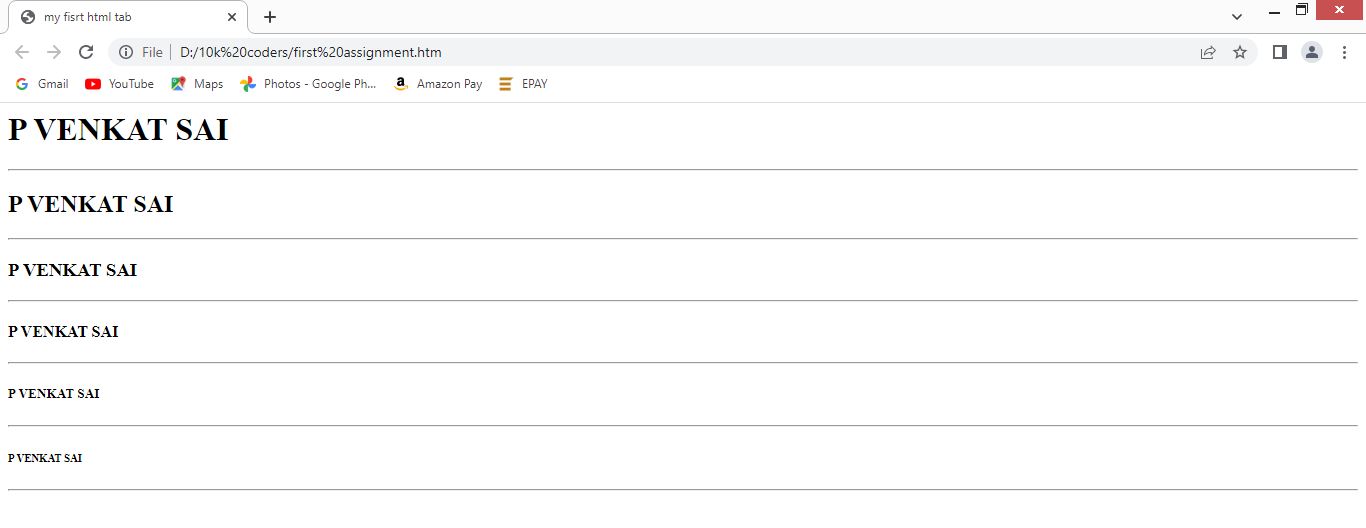 my fisrt html tab
File D:/10k%20coders/first%20assignment.htm
Gmail YouTube Maps Photos - Google Ph... Amazon Pay EPAY
P VENKAT SAI
P VENKAT SAI
P VENKAT SAI
P VENKAT SAI
P VENKAT SAI
P VENKAT SAI